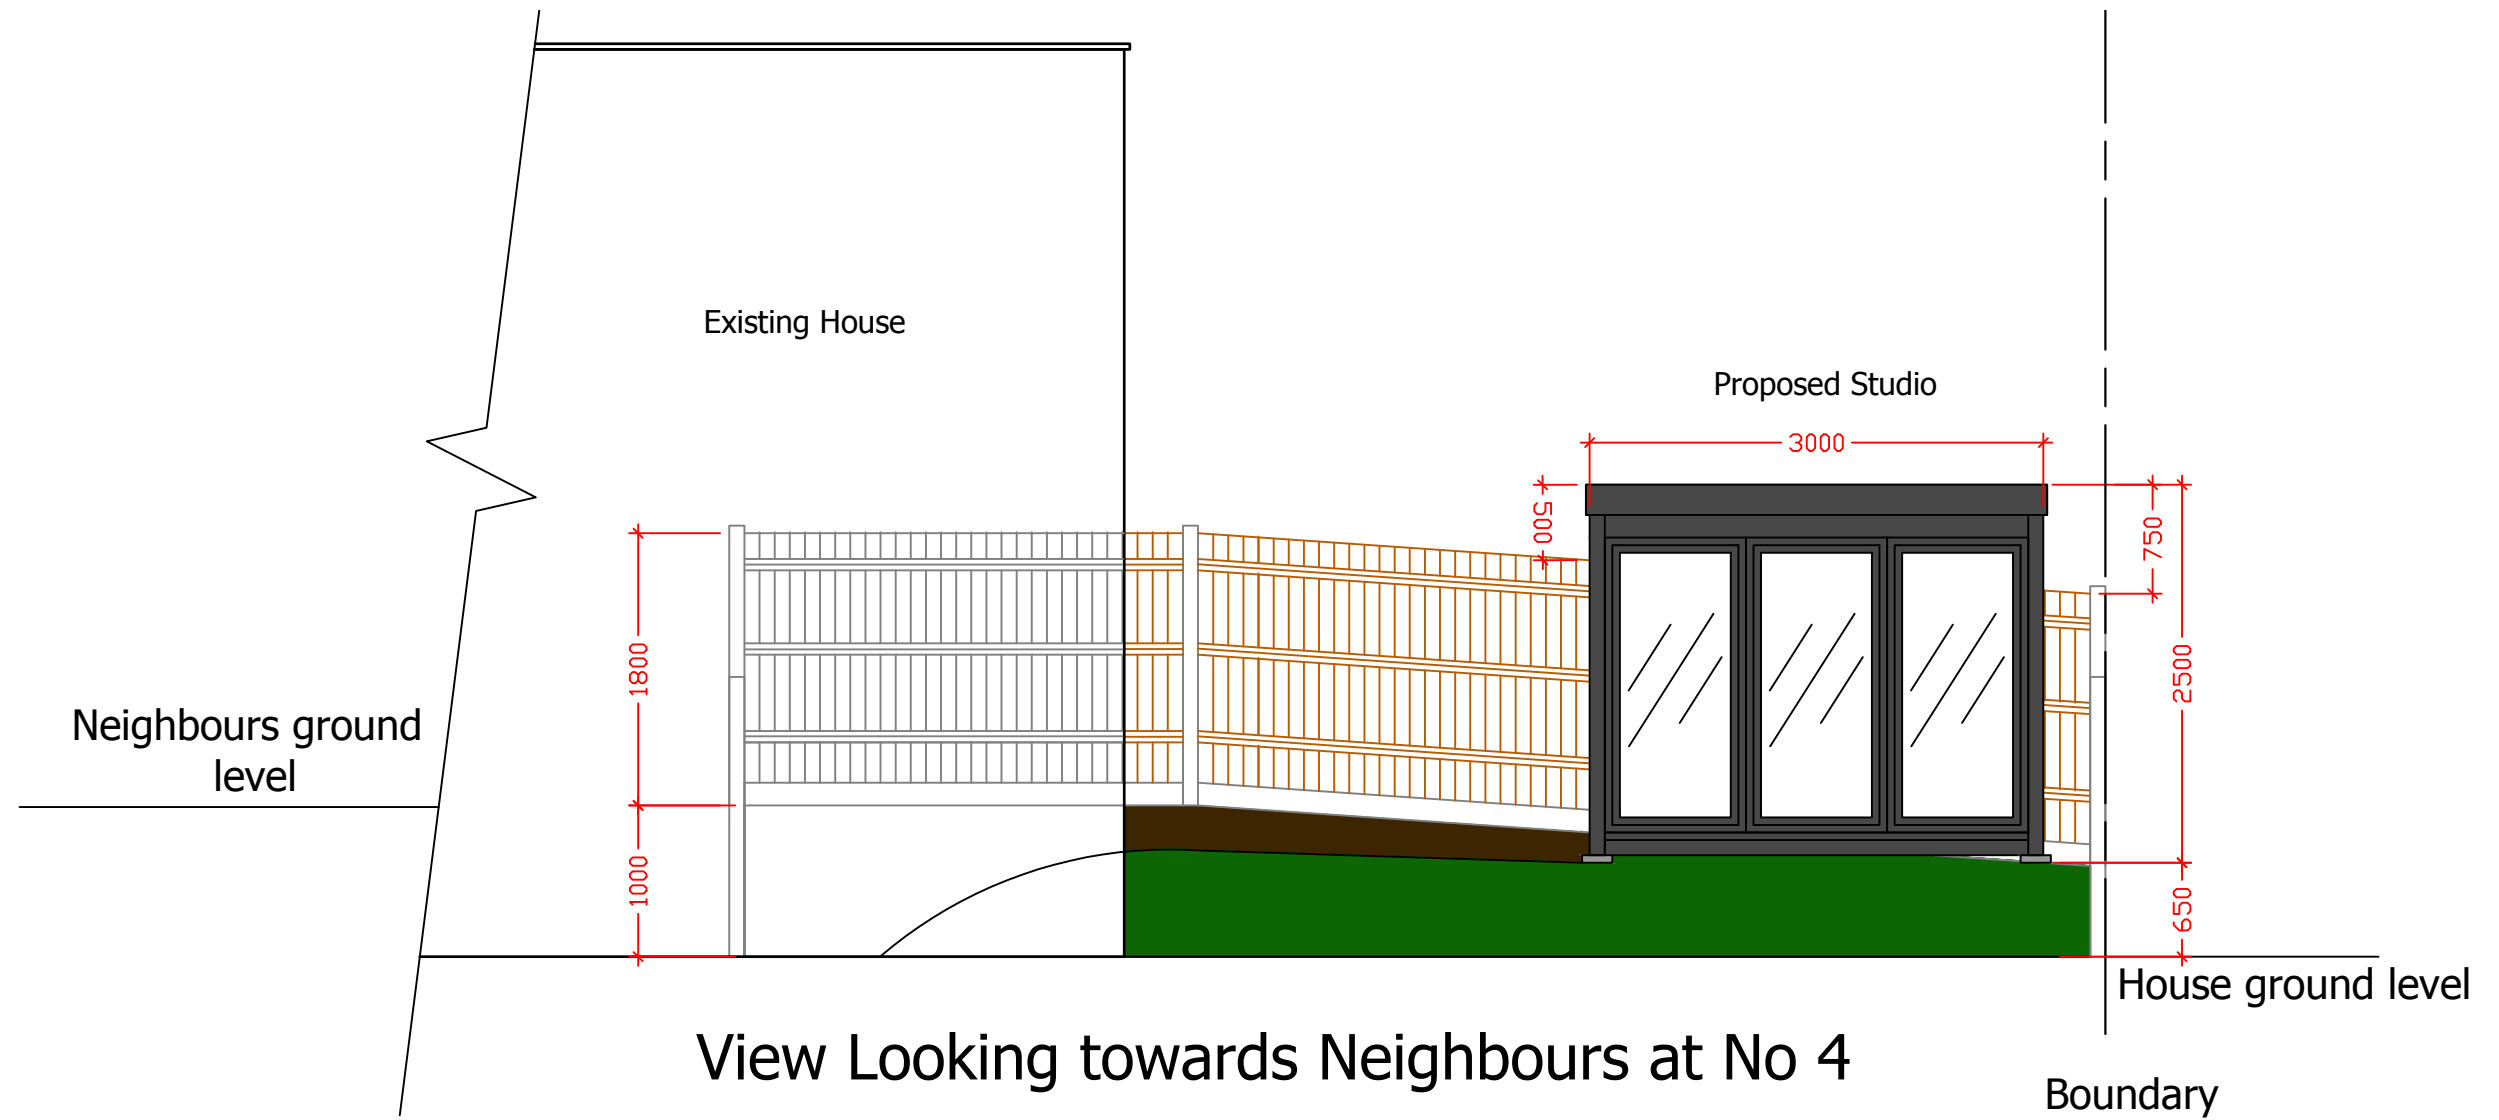 Existing House
Proposed Studio
3000
500
750
2500
1800
Neighbours ground
level
1000
650
House ground level
View Looking towards Neighbours at No 4
Boundary